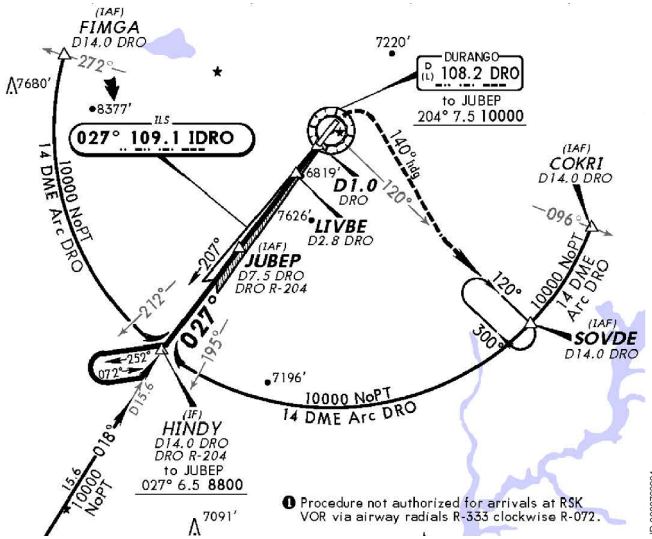 (IAF)
FIMGA
D14.0 DRO
272°
7680'
8377'
7220'
DURANGO
D
(L) 108.2 DRO
to JUBEP
204° 7.5 10000
ILS
027° 109.1 IDRO
140° hdg
120°
6819'
D1.0
DRO
7626'
LIVBE
D2.8 DRO
(IAF)
COKRI
D14.0 DRO
096°
10000 NoPT
14 DME Arc DRO
(IAF)
JUBEP
D7.5 DRO
DRO R-204
207°
212°
027°
195°
10000 NoPT
14 DME
Arc DRO
120°
300°
(IAF)
SOVDE
D14.0 DRO
252°
072°
D15.6
7196'
10000 NoPT
14 DME Arc DRO
(IF)
HINDY
D14.0 DRO
DRO R-204
to JUBEP
027° 6.5 8800
018°
15.6
10000
NoPT
7091'
1 Procedure not authorized for arrivals at RSK
VOR via airway radials R-333 clockwise R-072.